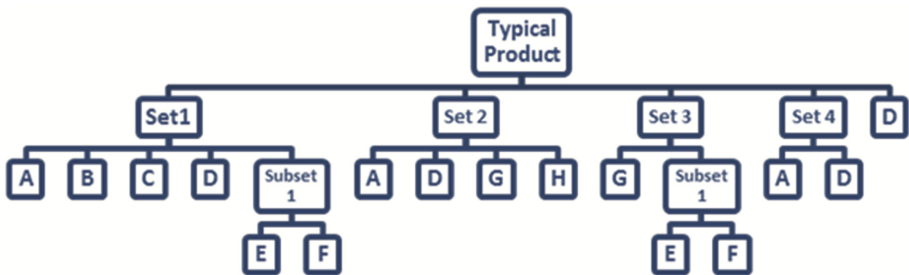 Typical
Product
Set1
Set 2
Set 3
Set 4
D
A
B
C
D
Subset
1
A
D
G
H
G
Subset
1
A
D
E
F
E
F